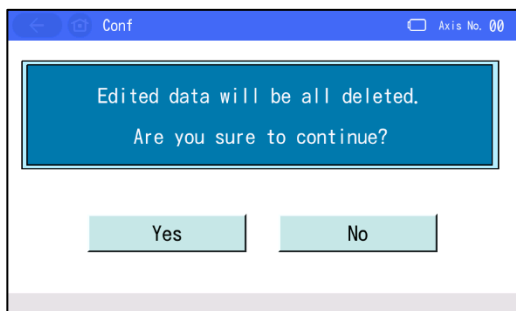 Conf
Axis No. 00
Edited data will be all deleted.
Are you sure to continue?
Yes
No